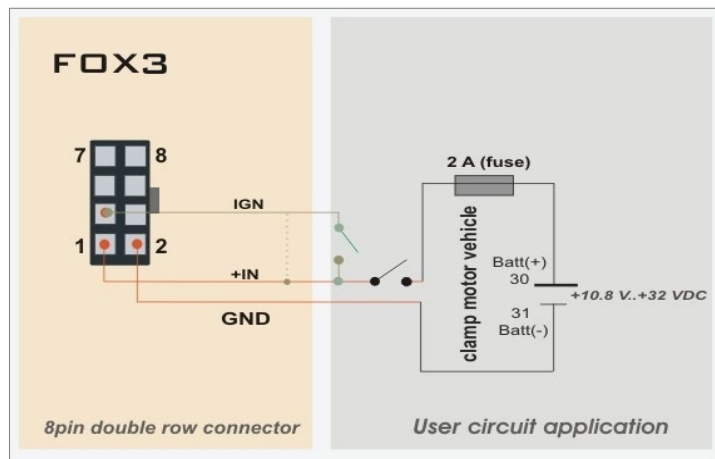 FOX3
7 8
1 2
IGN
+IN
GND
8pin double row connector
2 A (fuse)
clamp motor vehicle
Batt(+)
30
+10.8 V..+32 VDC
31
Batt(-)
User circuit application